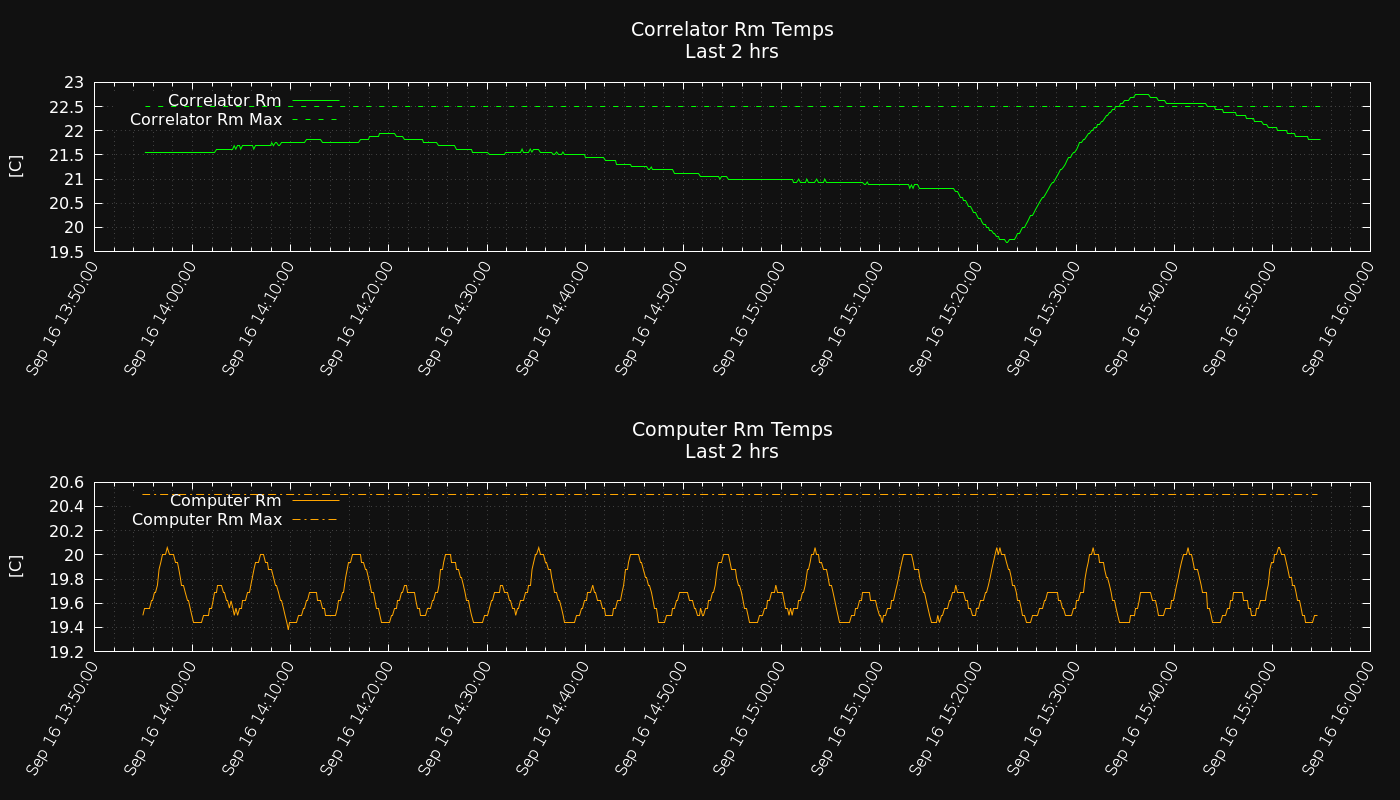 Correlator Rm Temps
Last 2 hrs
23
22.5
22
21.5
21
20.5
20
19.5
[C]
Correlator Rm
Correlator Rm Max
Sep 16 13:50:00
Sep 16 14:00:00
Sep 16 14:10:00
Sep 16 14:20:00
Sep 16 14:30:00
Sep 16 14:40:00
Sep 16 14:50:00
Sep 16 15:00:00
Sep 16 15:10:00
Sep 16 15:20:00
Sep 16 15:30:00
Sep 16 15:40:00
Sep 16 15:50:00
Sep 16 16:00:00
Computer Rm Temps
Last 2 hrs
20.6
20.4
20.2
20
19.8
19.6
19.4
19.2
[C]
Computer Rm
Computer Rm Max
Sep 16 13:50:00
Sep 16 14:00:00
Sep 16 14:10:00
Sep 16 14:20:00
Sep 16 14:30:00
Sep 16 14:40:00
Sep 16 14:50:00
Sep 16 15:00:00
Sep 16 15:10:00
Sep 16 15:20:00
Sep 16 15:30:00
Sep 16 15:40:00
Sep 16 15:50:00
Sep 16 16:00:00